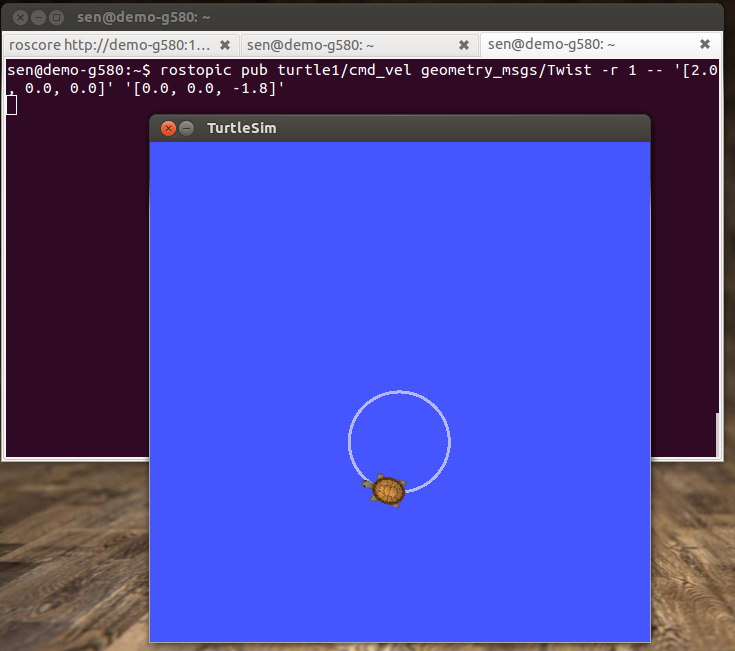 sen@demo-g580: ~
roscore http://demo-g580:1... sen@demo-g580: ~ sen@demo-g580: ~
sen@demo-g580:~$ rostopic pub turtle1/cmd_vel geometry_msgs/Twist -r 1 -- '[2.0
, 0.0, 0.0]' '[0.0, 0.0, -1.8]'
TurtleSim